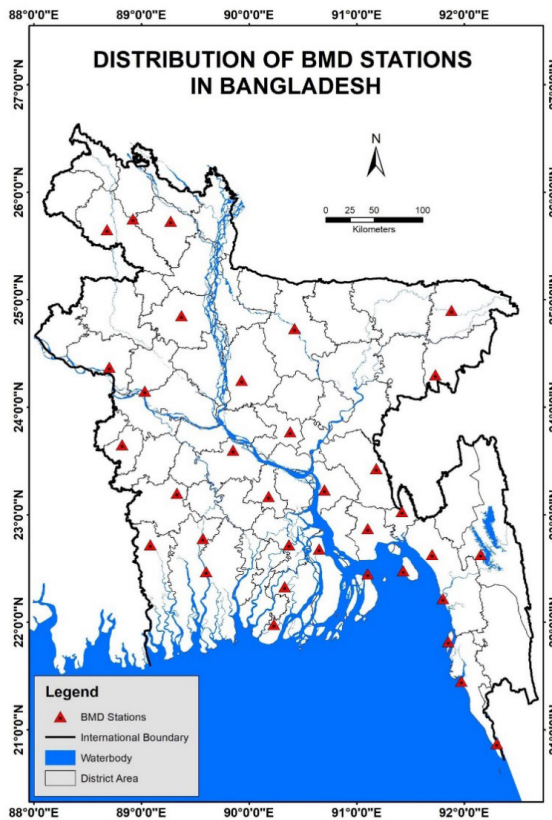 88°0'0"E 89°0'0"E 90°0'0"E 91°0'0"E 92°0'0"E
DISTRIBUTION OF BMD STATIONS
IN BANGLADESH
27°0'0"N
26°0'0"N
25°0'0"N
24°0'0"N
23°0'0"N
22°0'0"N
21°0'0"N
N
0 25 50 100
Kilometers
Legend
BMD Stations
International Boundary
Waterbody
District Area
88°0'0"E 89°0'0"E 90°0'0"E 91°0'0"E 92°0'0"E